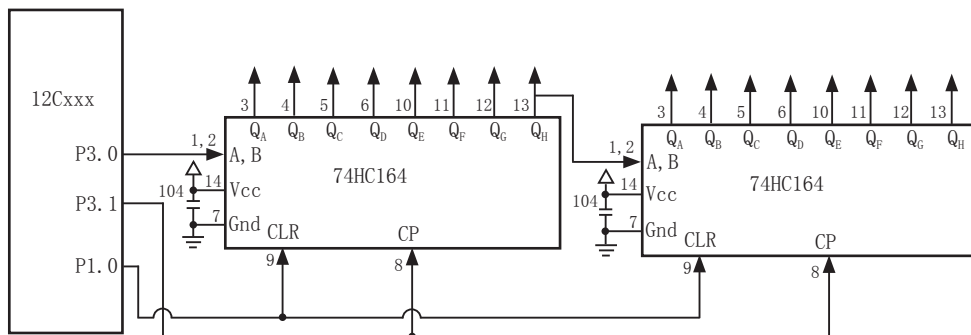 12Cxxx
P3.0
P3.1
P1.0
3 4 5 6 10 11 12 13
QA QB QC QD QE QF QG QH
1,2
A,B
74HC164
14
Vcc
104
7
Gnd
CLR
CP
9
8
3 4 5 6 10 11 12 13
QA QB QC QD QE QF QG QH
1,2
A,B
74HC164
14
Vcc
104
7
Gnd
CLR
CP
9
8